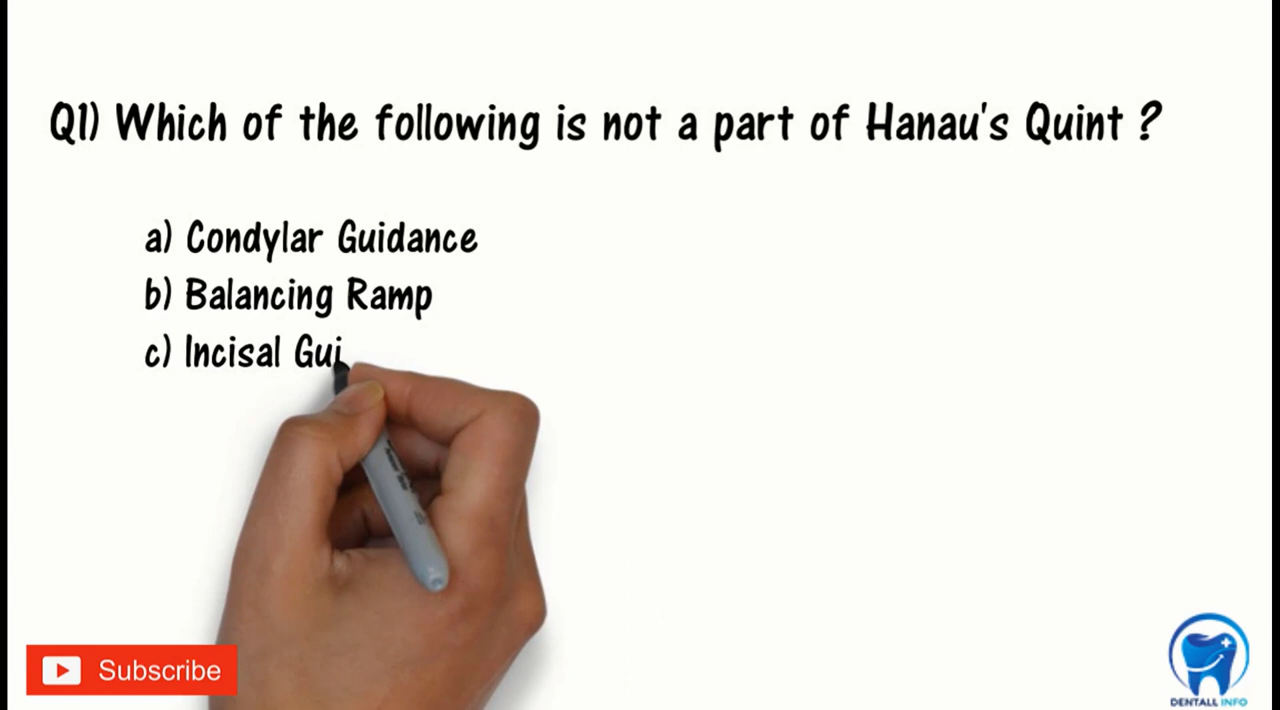 Q1) Which of the following is not a part of Hanau's Quint ?
a) Condylar Guidance
b) Balancing Ramp
c) Incisal Gui
Subscribe
DENTALL INFO